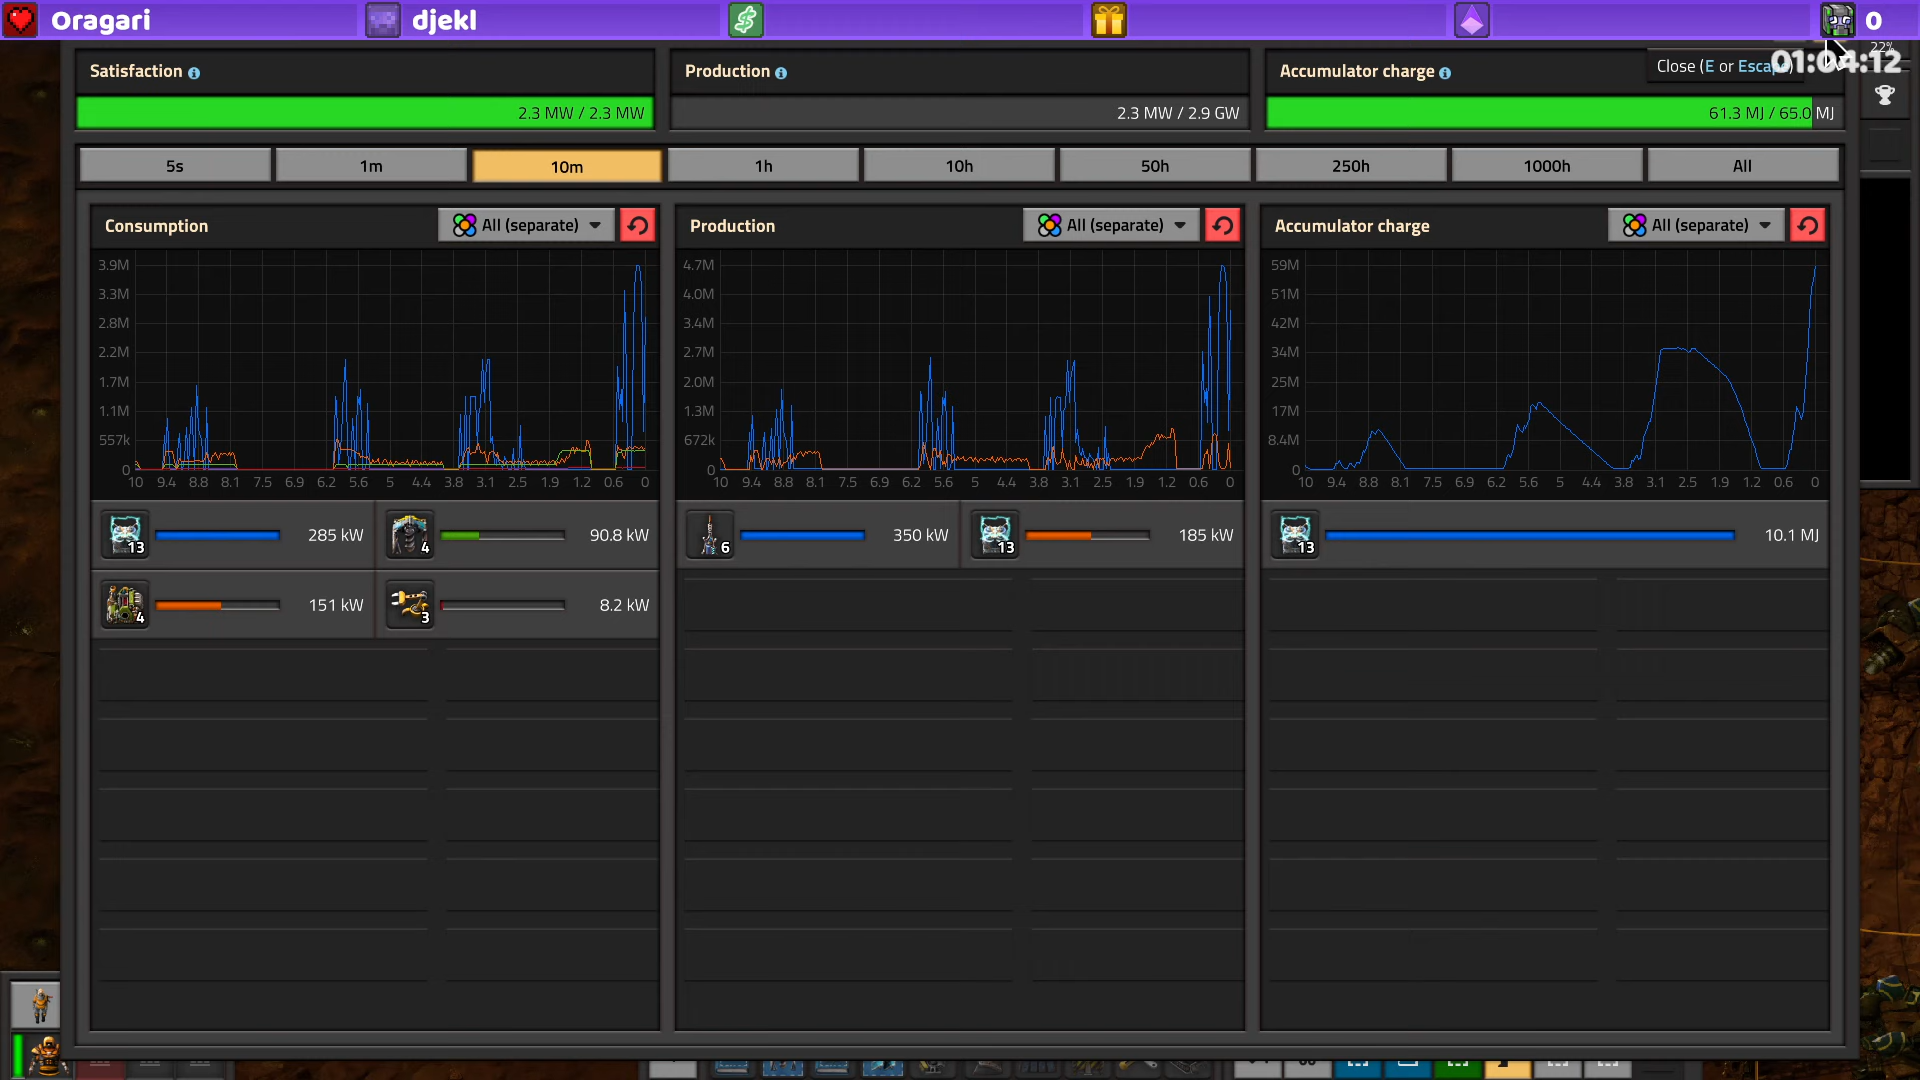 Oragari
djekl
0
22%
01:04:12
Close (E or Escape)
Satisfaction
Production
Accumulator charge
2.3 MW / 2.3 MW
2.3 MW / 2.9 GW
61.3 MJ / 65.0 MJ
5s
1m
10m
1h
10h
50h
250h
1000h
All
Consumption
All (separate)
3.9M
3.3M
2.8M
2.2M
1.7M
1.1M
557k
0
10 9.4 8.8 8.1 7.5 6.9 6.2 5.6 5 4.4 3.8 3.1 2.5 1.9 1.2 0.6 0
13 285 kW
4 90.8 kW
4 151 kW
3 8.2 kW
Production
All (separate)
4.7M
4.0M
3.4M
2.7M
2.0M
1.3M
672k
0
10 9.4 8.8 8.1 7.5 6.9 6.2 5.6 5 4.4 3.8 3.1 2.5 1.9 1.2 0.6 0
6 350 kW
13 185 kW
Accumulator charge
All (separate)
59M
51M
42M
34M
25M
17M
8.4M
0
10 9.4 8.8 8.1 7.5 6.9 6.2 5.6 5 4.4 3.8 3.1 2.5 1.9 1.2 0.6 0
13 10.1 MJ